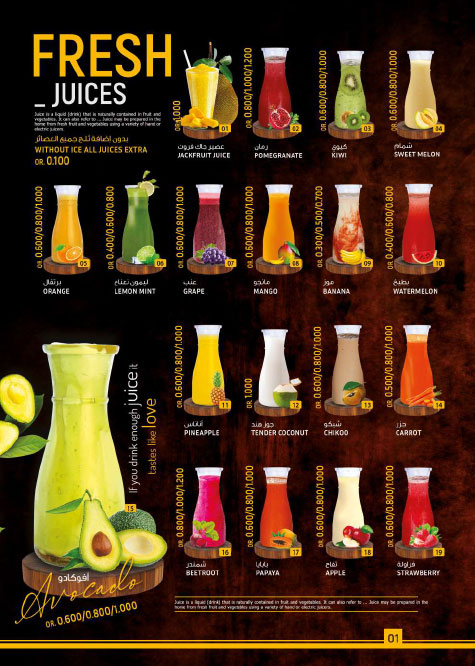 FRESH
_ JUICES
Juice is a liquid (drink) that is naturally contained in fruit and
vegetables. It can also refer to ... Juice may be prepared in the
home from fresh fruit and vegetables using a variety of hand or
electric juicers.
بدون اضافة ثلج جميع العصائر
WITHOUT ICE ALL JUICES EXTRA
OR. 0.100
OR. 1.000
01
عصير جاك فروت
JACKFRUIT JUICE
OR. 0.800/1.000/1.200
02
رمان
POMEGRANATE
OR. 0.600/0.800/1.000
03
كيوي
KIWI
OR. 0.600/0.800/1.000
04
شمام
SWEET MELON
OR. 0.600/0.800/1.000
05
برتقال
ORANGE
OR. 0.400/0.500/0.800
06
ليمون نعناع
LEMON MINT
OR. 0.600/0.800/1.000
07
عنب
GRAPE
OR. 0.600/0.800/1.000
08
مانجو
MANGO
OR. 0.300/0.500/0.700
09
موز
BANANA
OR. 0.400/0.800/1.000
10
بطيخ
WATERMELON
OR. 0.600/0.800/1.000
11
أناناس
PINEAPPLE
OR. 1.000
12
جوز هند
TENDER COCONUT
OR. 0.600/0.800/1.000
13
شيكو
CHIKOO
OR. 0.500/0.800/1.000
14
جزر
CARROT
If you drink enough juice it
tastes like love
15
أفوكادو
Avocado
OR. 0.600/0.800/1.000
OR. 0.800/1.000/1.200
16
شمندر
BEETROOT
OR. 0.600/0.800/1.000
17
بابايا
PAPAYA
OR. 0.600/0.800/1.000
18
تفاح
APPLE
OR. 0.600/0.800/1.000
19
فراولة
STRAWBERRY
Juice is a liquid (drink) that is naturally contained in fruit and vegetables. It can also refer to ... Juice may be prepared in the
home from fresh fruit and vegetables using a variety of hand or electric juicers.
01